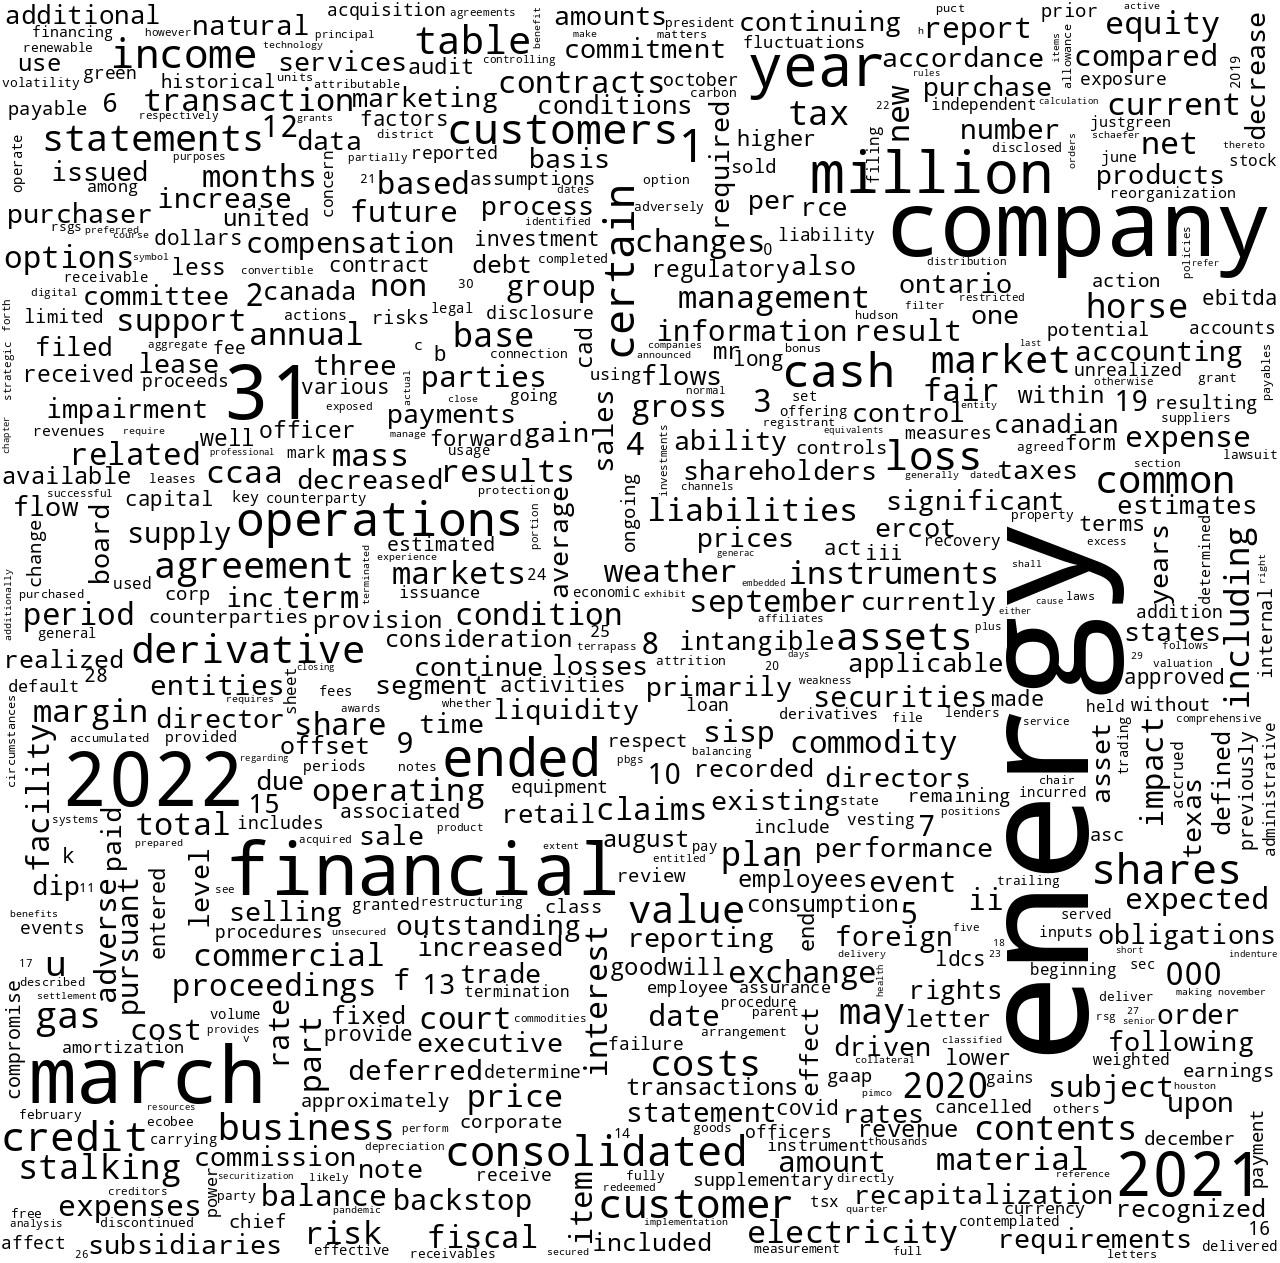 additional
financing
however
natural
acquisition
agreements
benefit
amounts
president
continuing
puct
prior
active
renewable
use
income
technology
principal
table
make
matters
commitment
fluctuations
h
report
items
equity
decrease
volatility
green
services
audit
controlling
year
accordance
compared
historical
units
attributable
contracts
october
carbon
rules
purchase
allowance
exposure
2019
payable
6
transaction
marketing
conditions
required
tax
22
new
independent
calculation
current
respectively
grants
factors
customers
1
higher
filing
number
justgreen
statements
12
data
district
disclosed
orders
schaefer
net
thereto
operate
purposes
concern
partially
reported
basis
sold
million
june
stock
issued
among
months
21
based
assumptions
dates
option
products
reorganization
purchaser
increase
united
future
process
identified
certain
adversely
per
rce
company
rsgs
preferred
course
dollars
compensation
investment
changes
0
liability
policies
options
symbol
less
convertible
contract
debt
completed
regulatory
also
distribution
refer
receivable
digital
committee
2
canada
non
30
group
management
ontario
filter
restricted
action
horse
ebitda
limited
support
actions
risks
legal
disclosure
hudson
one
potential
accounts
strategic
forth
filed
aggregate
fee
annual
c
b
base
connection
cad
information
result
companies
announced
mr
long
bonus
last
market
accounting
received
lease
proceeds
31
three
various
actual
parties
going
using
flows
normal
cash
fair
unrealized
otherwise
grant
payables
impairment
exposed
close
payments
sales
gross
3
set
offering
registrant
control
entity
within
19
resulting
suppliers
chapter
revenues
require
well
officer
manage
forward
gain
4
ability
equivalents
controls
measures
canadian
agreed
form
expense
lawsuit
related
professional
mark
mass
usage
results
investments
shareholders
loss
generally
dated
taxes
section
available
leases
ccaa
decreased
protection
channels
common
flow
successful
capital
key
counterparty
portion
average
ongoing
liabilities
significant
estimates
change
board
supply
operations
estimated
prices
ercot
property
terms
generac
act
iii
recovery
excess
years
determined
including
used
agreement
terminated
experience
markets
24
weather
embedded
instruments
shall
right
additionally
purchased
corp
inc
term
issuance
economic
exhibit
september
currently
either
cause
laws
internal
period
general
counterparties
provision
condition
affiliates
addition
derivative
consideration
25
terrapass
8
intangible
assets
plus
states
follows
realized
closing
continue
losses
attrition
20
days
applicable
energy
29
valuation
default
28
entities
requires
sheet
fees
segment
activities
primarily
weakness
securities
made
approved
circumstances
margin
director
awards
share
whether
time
liquidity
loan
derivatives
file
lenders
service
held
without
facility
accumulated
provided
regarding
offset
9
respect
pbgs
balancing
sisp
commodity
asset
trading
impact
comprehensive
2022
periods
notes
ended
10
recorded
directors
chair
incurred
accrued
defined
previously
administrative
due
15
operating
equipment
systems
adverse
paid
total
includes
associated
retail
claims
existing
state
remaining
positions
texas
prepared
acquired
sale
product
august
include
vesting
7
asc
k
dip
11
level
see
financial
extent
pay
entitled
plan
performance
trailing
shares
benefits
events
pursuant
entered
selling
granted
restructuring
class
review
employees
event
ii
expected
procedures
unsecured
outstanding
value
consumption
5
served
17
u
commercial
increased
interest
reporting
end
foreign
delivery
five
18
23
inputs
obligations
described
settlement
proceedings
f
13
trade
termination
goodwill
exchange
health
ldcs
beginning
short
sec
indenture
000
making
november
compromise
gas
cost
volume
provides
v
rate
part
fixed
provide
court
commodities
employee
assurance
procedure
parent
date
effect
may
rights
letter
deliver
rsg
27
senior
order
amortization
executive
failure
arrangement
driven
classified
lower
following
march
deferred
determine
costs
collateral
gaap
weighted
earnings
approximately
price
transactions
pimco
2020
gains
subject
houston
february
resources
ecobee
statement
covid
rates
cancelled
others
upon
credit
carrying
business
perform
corporate
14
goods
officers
revenue
contents
december
payment
depreciation
consolidated
instrument
thousands
stalking
commission
securitization
likely
note
receive
fully
redeemed
supplementary
amount
directly
material
reference
2021
creditors
power
party
balance
backstop
item
customer
tsx
quarter
recapitalization
currency
recognized
free
analysis
expenses
discontinued
chief
pandemic
risk
fiscal
implementation
electricity
contemplated
16
affect
26
subsidiaries
effective
receivables
secured
included
measurement
full
requirements
letters
delivered